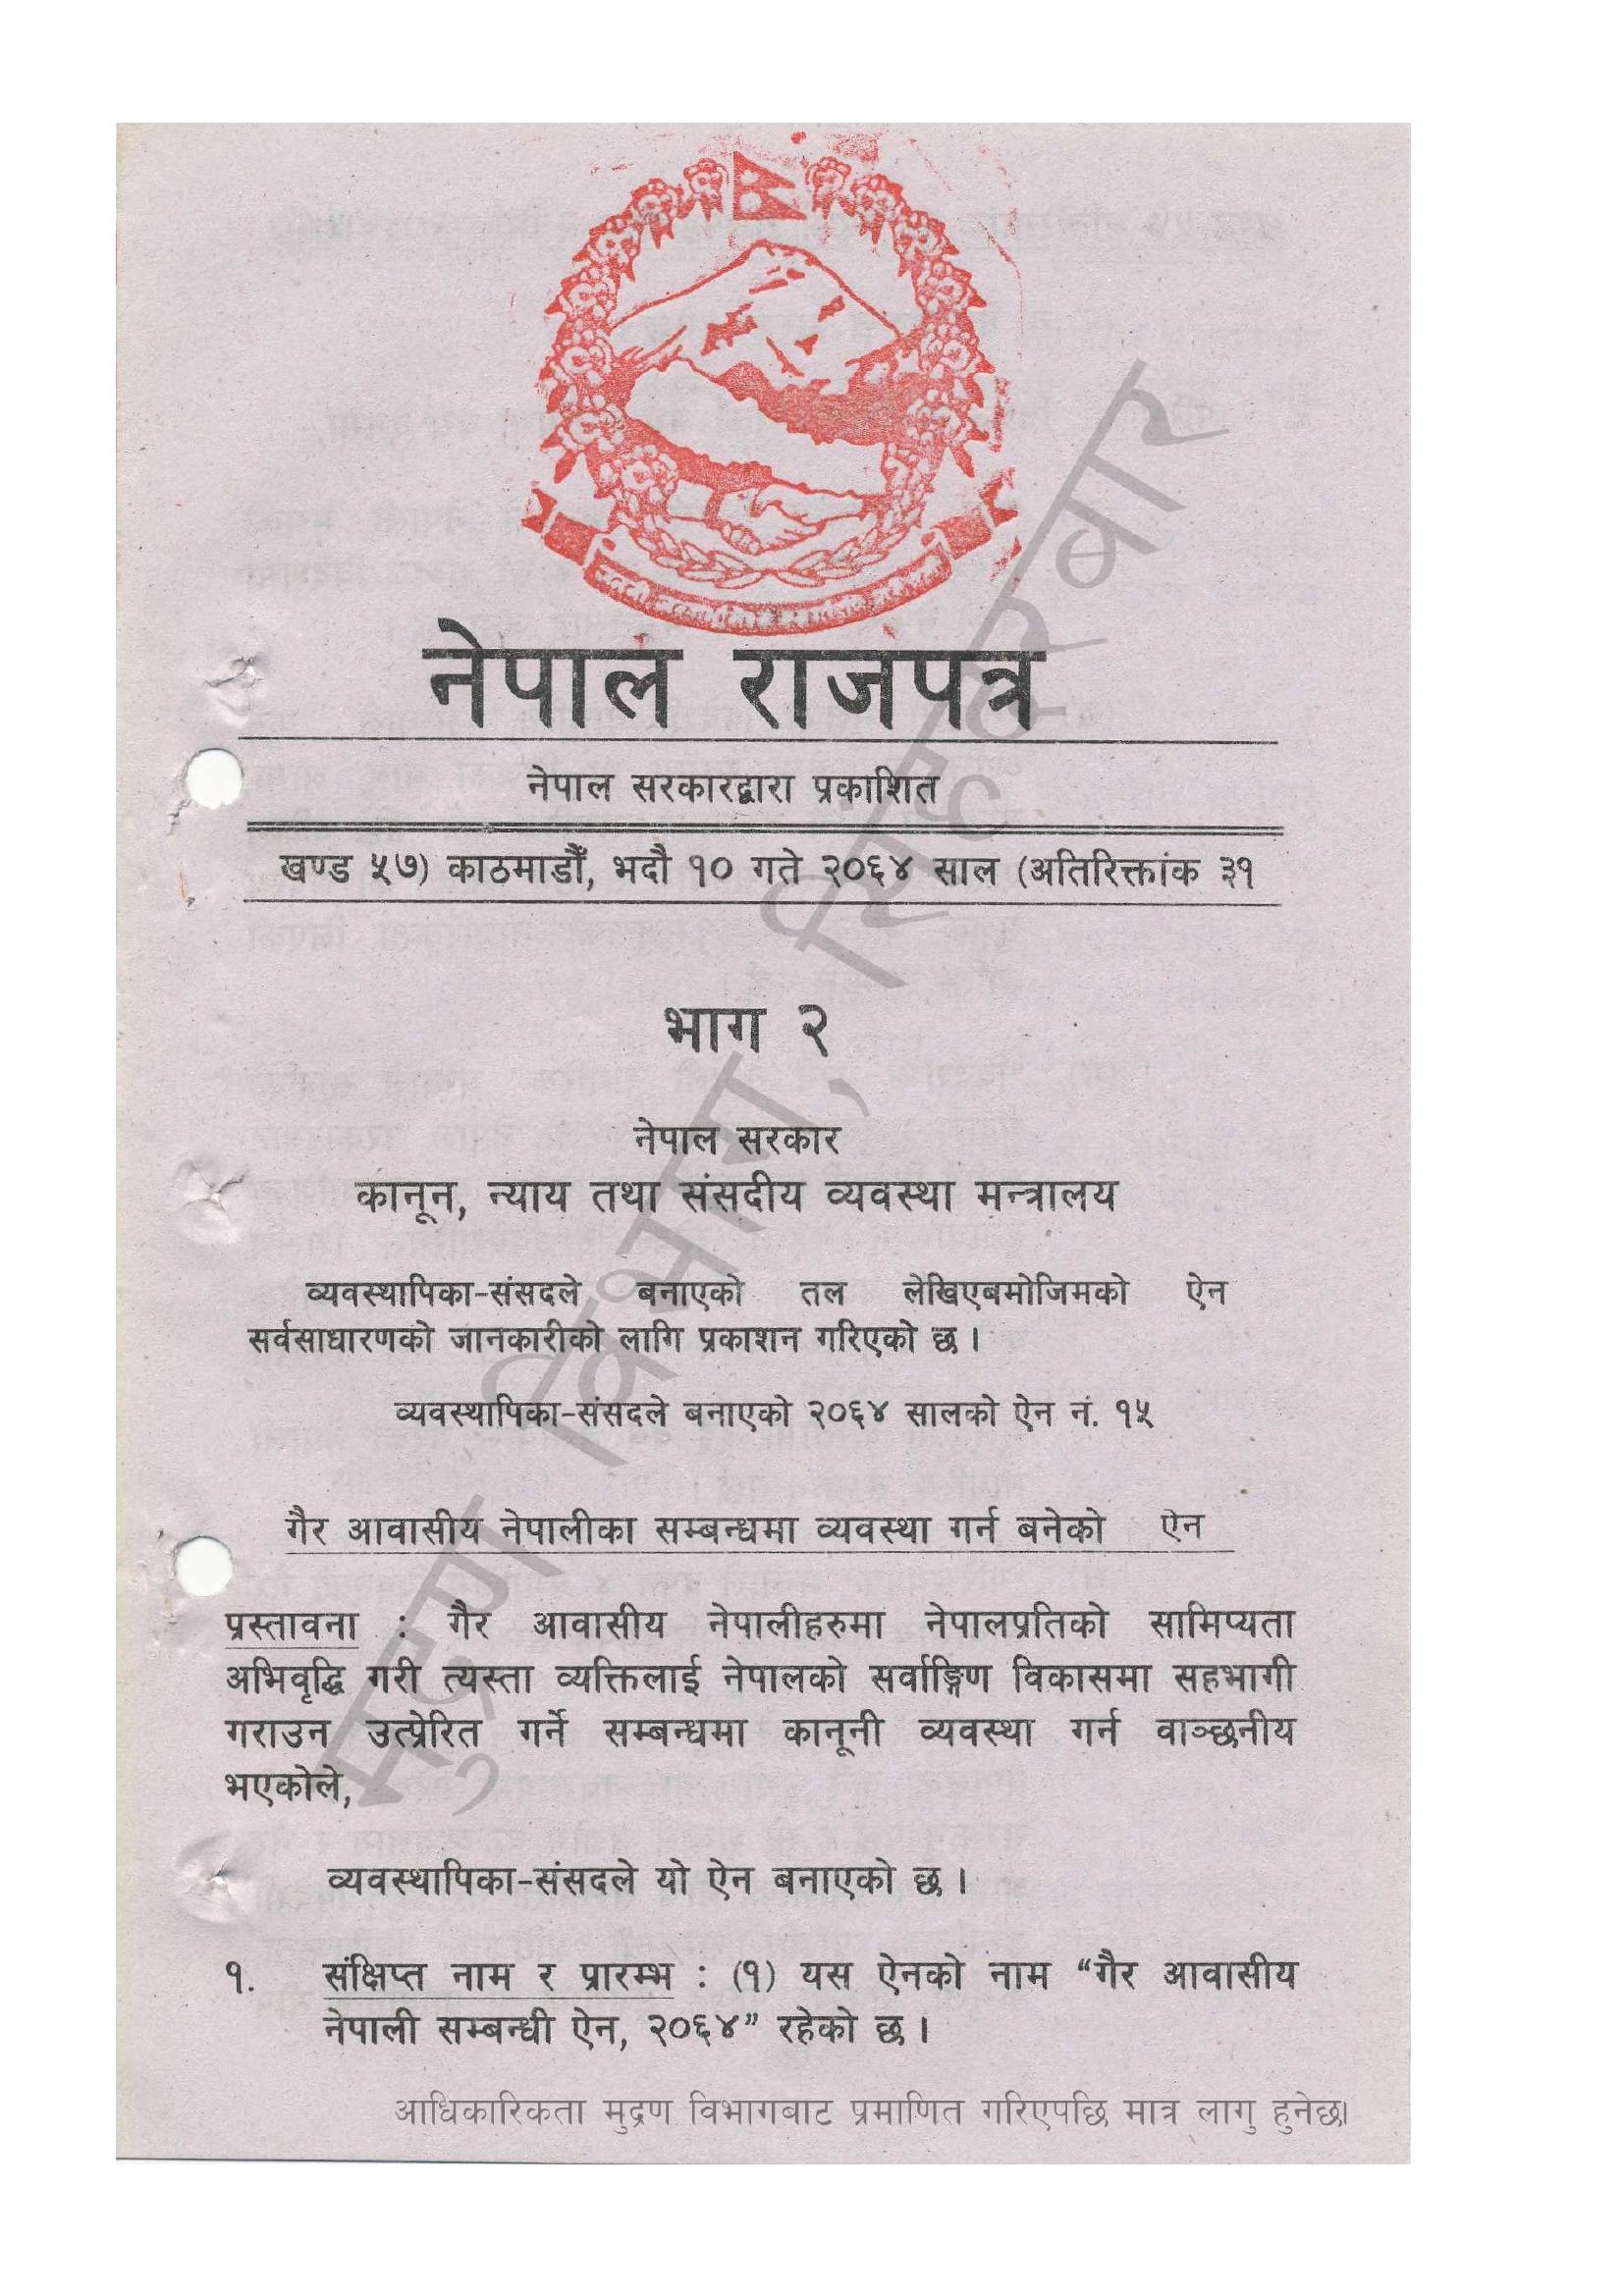 नेपाल राजपत्र
नेपाल सरकारद्वारा प्रकाशित
खण्ड ५७) काठमाडौँ, भदौ १० गते २०६४ साल (अतिरिक्तांक ३१
भाग २
नेपाल सरकार
कानून, न्याय तथा संसदीय व्यवस्था मन्त्रालय
व्यवस्थापिका-संसदले बनाएको तल लेखिएबमोजिमको ऐन
सर्वसाधारणको जानकारीको लागि प्रकाशन गरिएको छ ।
व्यवस्थापिका-संसदले बनाएको २०६४ सालको ऐन नं. १५
गैर आवासीय नेपालीका सम्बन्धमा व्यवस्था गर्न बनेको ऐन
प्रस्तावना : गैर आवासीय नेपालीहरुमा नेपालप्रतिको सामिप्यता
अभिवृद्धि गरी त्यस्ता व्यक्तिलाई नेपालको सर्वाङ्गिण विकासमा सहभागी
गराउन उत्प्रेरित गर्ने सम्बन्धमा कानूनी व्यवस्था गर्न वाञ्छनीय
भएकोले,
व्यवस्थापिका-संसदले यो ऐन बनाएको छ ।
१. संक्षिप्त नाम र प्रारम्भ : (१) यस ऐनको नाम “गैर आवासीय
नेपाली सम्बन्धी ऐन, २०६४” रहेको छ ।
आधिकारिकता मुद्रण विभागबाट प्रमाणित गरिएपछि मात्र लागु हुनेछ।
मुद्रण विभाग, सिंहदरवार